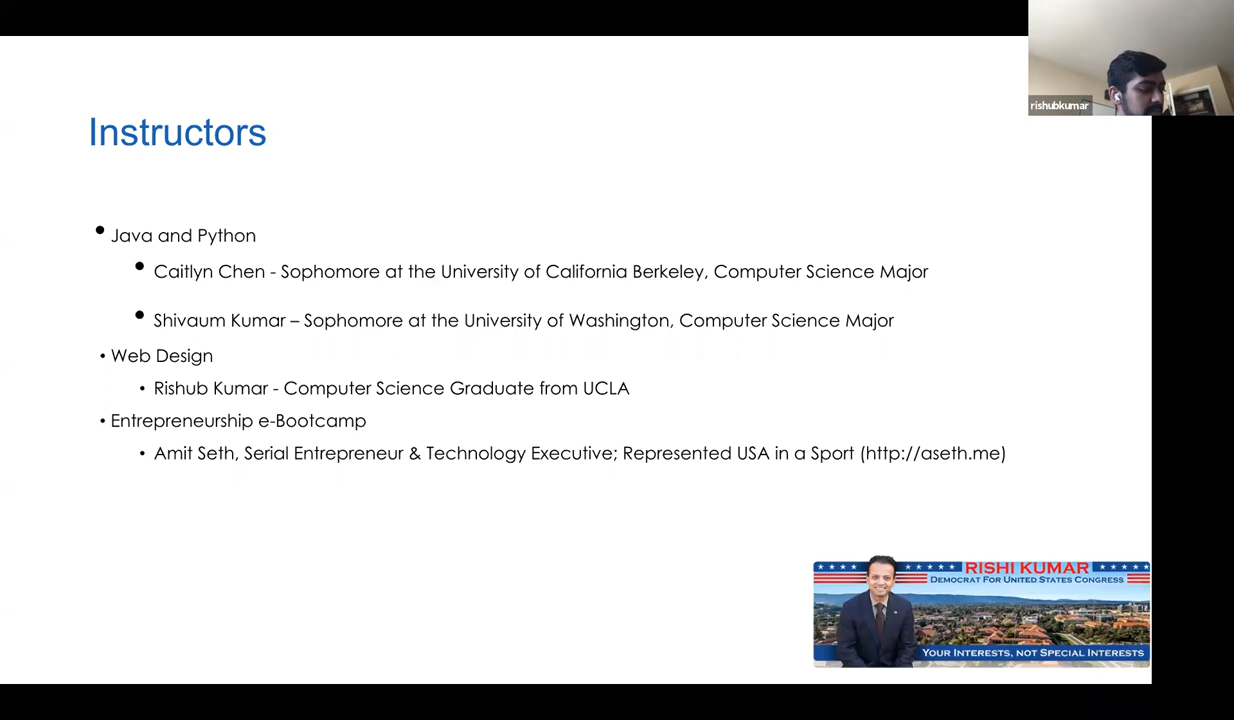 rishubkumar
Instructors
• Java and Python
• Caitlyn Chen - Sophomore at the University of California Berkeley, Computer Science Major
• Shivaum Kumar – Sophomore at the University of Washington, Computer Science Major
• Web Design
• Rishub Kumar - Computer Science Graduate from UCLA
• Entrepreneurship e-Bootcamp
• Amit Seth, Serial Entrepreneur & Technology Executive; Represented USA in a Sport (http://aseth.me)
RISHI KUMAR
DEMOCRAT FOR UNITED STATES CONGRESS
YOUR INTERESTS, NOT SPECIAL INTERESTS